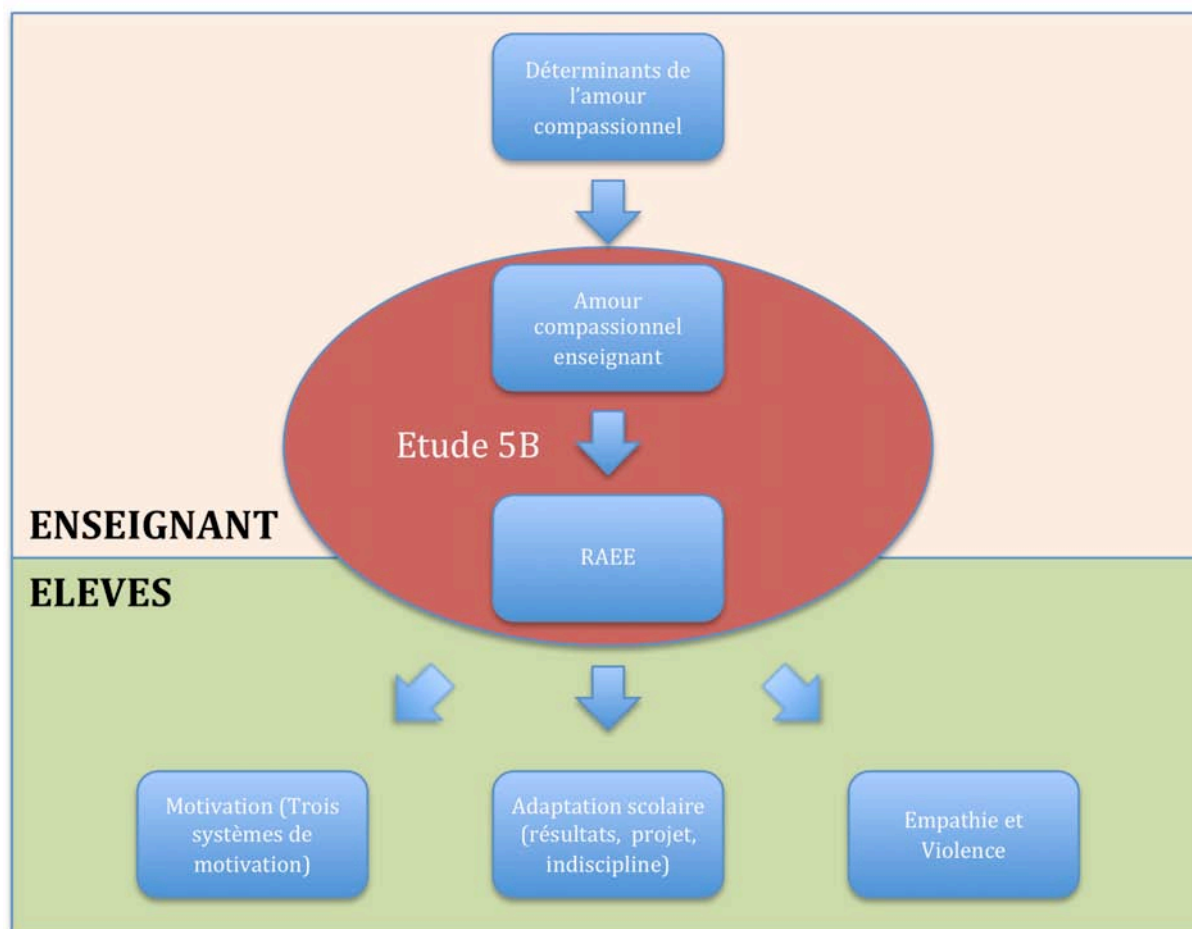 Déterminants de
l'amour
compassionnel
Amour
compassionnel
enseignant
Etude 5B
RAEE
ENSEIGNANT
ELEVES
Motivation (Trois
systèmes de
motivation)
Adaptation scolaire
(résultats, projet,
indiscipline)
Empathie et
Violence